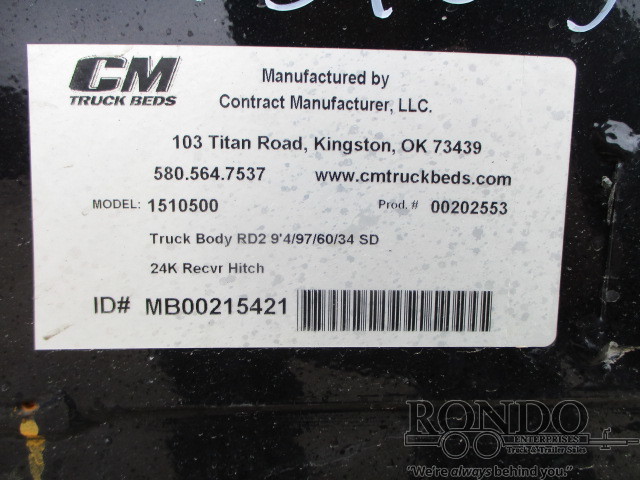 CM
TRUCK BEDS
Manufactured by
Contract Manufacturer, LLC.
103 Titan Road, Kingston, OK 73439
580.564.7537 www.cmtruckbeds.com
MODEL: 1510500 Prod. # 00202553
Truck Body RD2 9'4/97/60/34 SD
24K Recvr Hitch
ID# MB00215421
RONDO
ENTERPRISES
Truck & Trailer Sales
"We're always behind you."